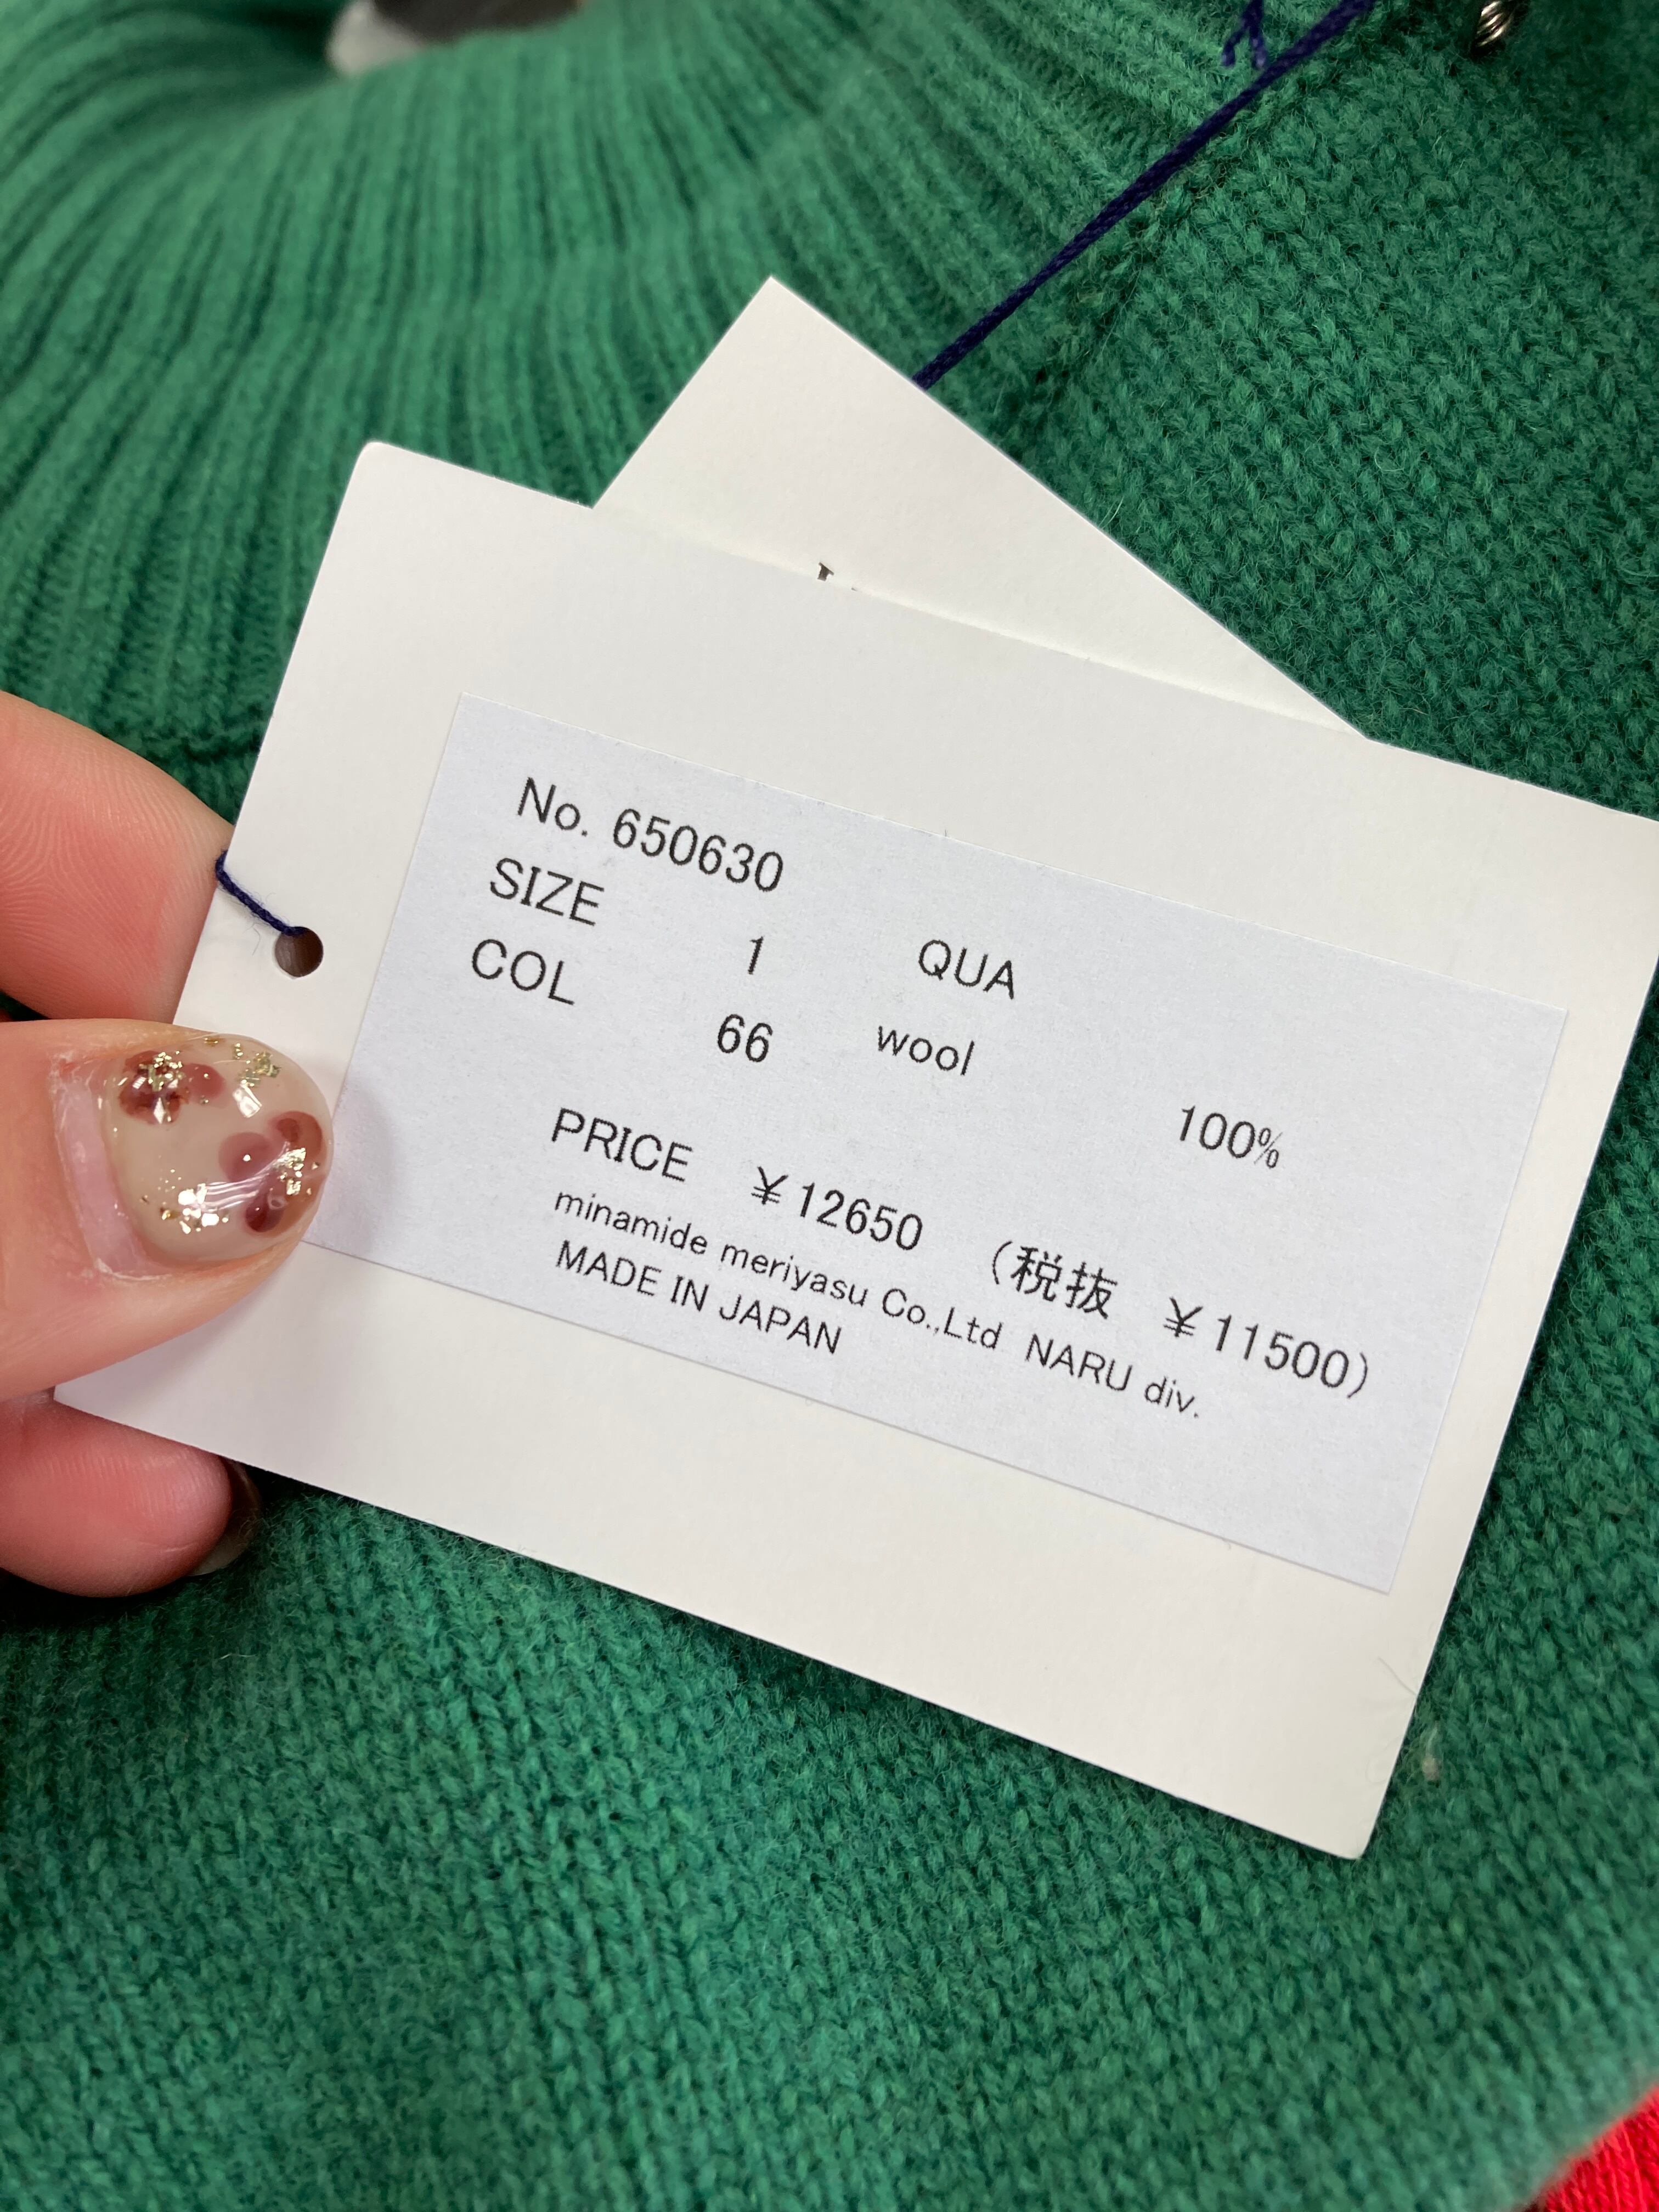 No. 650630
SIZE 1 QUA
COL 66 wool 100%
PRICE ¥12650 (税抜 ¥11500)
minamide meriyasu Co.,Ltd NARU div.
MADE IN JAPAN